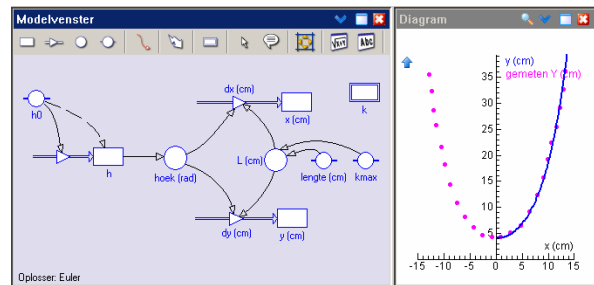 Modelvenster
h0
h
hoek (rad)
dx (cm)
x (cm)
k
L (cm)
lengte (cm)
kmax
dy (cm)
y (cm)
Oplosser: Euler
Diagram
y (cm)
gemeten Y (cm)
35
30
25
20
15
10
5
x (cm)
-15 -10 -5 0 5 10 15